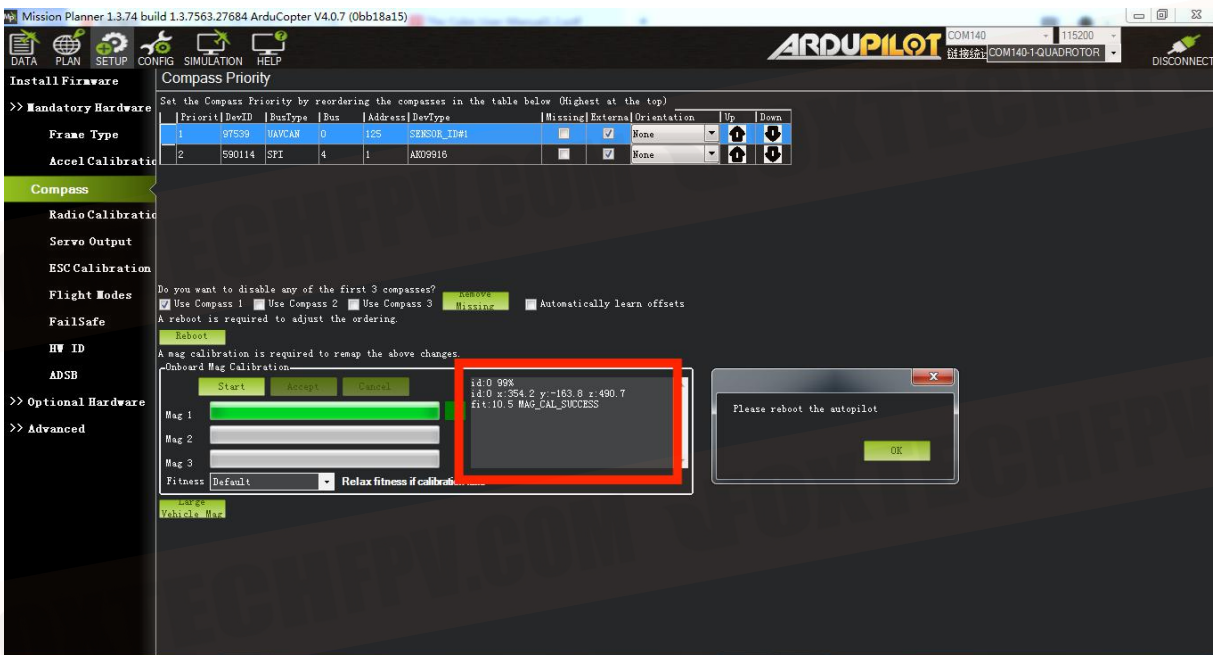 Mission Planner 1.3.74 build 1.3.7563.27684 ArduCopter V4.0.7 (0bb18a15)
DATA PLAN SETUP CONFIG SIMULATION HELP
ARDUPILOT
COM140 115200
COM140-1-QUADROTOR
DISCONNECT
Install Firmware
>> Mandatory Hardware
Frame Type
Accel Calibratio
Compass
Radio Calibratio
Servo Output
ESC Calibration
Flight Modes
FailSafe
HW ID
ADSB
>> Optional Hardware
>> Advanced
Compass Priority
Set the Compass Priority by reordering the compasses in the table below (Highest at the top)
Priorit DevID BusType Bus Address DevType Missing Externa Orientation Up Down
1 97539 UAVCAN 0 125 SENSOR_ID#1 None
2 590114 SPI 4 1 AK09916 None
Do you want to disable any of the first 3 compasses?
Use Compass 1 Use Compass 2 Use Compass 3 Remove Missing Automatically learn offsets
A reboot is required to adjust the ordering.
Reboot
A mag calibration is required to remap the above changes.
Onboard Mag Calibration
Start Accept Cancel
Mag 1
Mag 2
Mag 3
Fitness Default Relax fitness if calibration
id:0 99%
id:0 x:354.2 y:-163.8 z:490.7
fit:10.5 MAG_CAL_SUCCESS
Please reboot the autopilot
OK
Large
Vehicle Mag